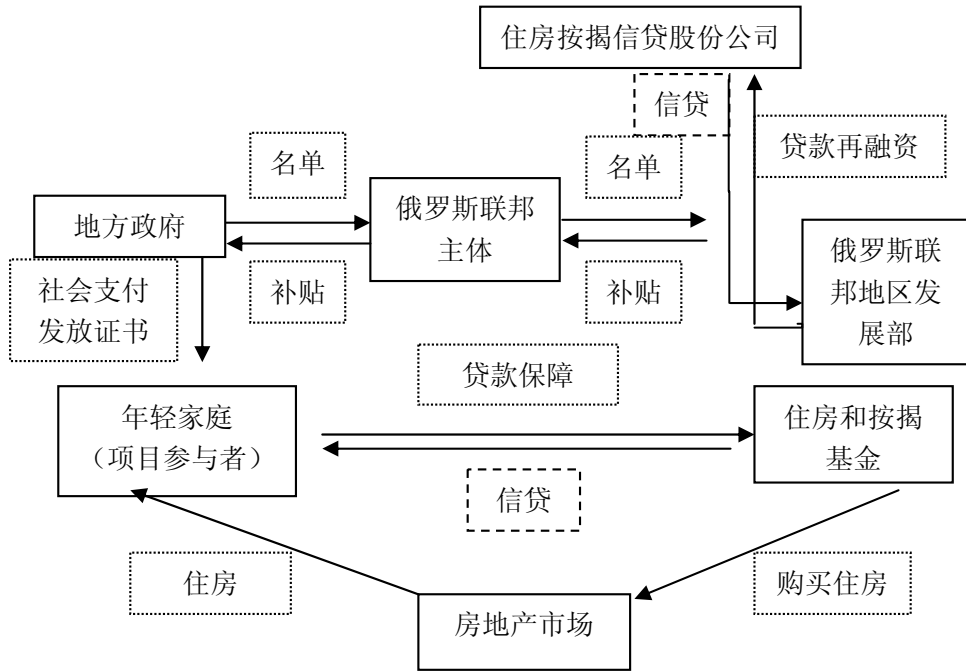 住房按揭信贷股份公司
信贷
贷款再融资
名单
名单
地方政府
俄罗斯联邦
主体
俄罗斯联
邦地区发
展部
社会支付
发放证书
补贴
补贴
贷款保障
年轻家庭
（项目参与者）
住房和按揭
基金
信贷
住房
购买住房
房地产市场